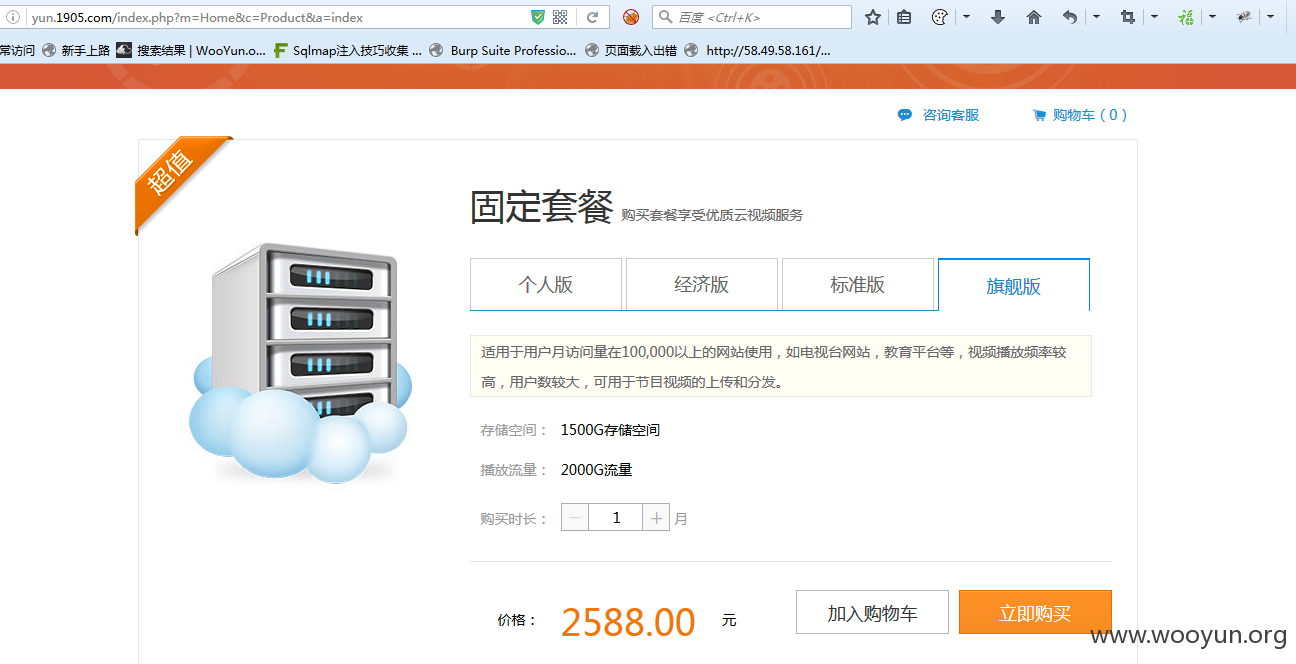 yun.1905.com/index.php?m=Home&c=Product&a=index
百度 <Ctrl+K>
常访问 新手上路 搜索结果 | WooYun.o... Sqlmap注入技巧收集 ... Burp Suite Professio... 页面载入出错 http://58.49.58.161/...
咨询客服 购物车 ( 0 )
超值
固定套餐 购买套餐享受优质云视频服务
个人版 经济版 标准版 旗舰版
适用于用户月访问量在100,000以上的网站使用，如电视台网站，教育平台等，视频播放频率较
高，用户数较大，可用于节目视频的上传和分发。
存储空间： 1500G存储空间
播放流量： 2000G流量
购买时长： － 1 ＋ 月
价格： 2588.00 元 加入购物车 立即购买
www.wooyun.org